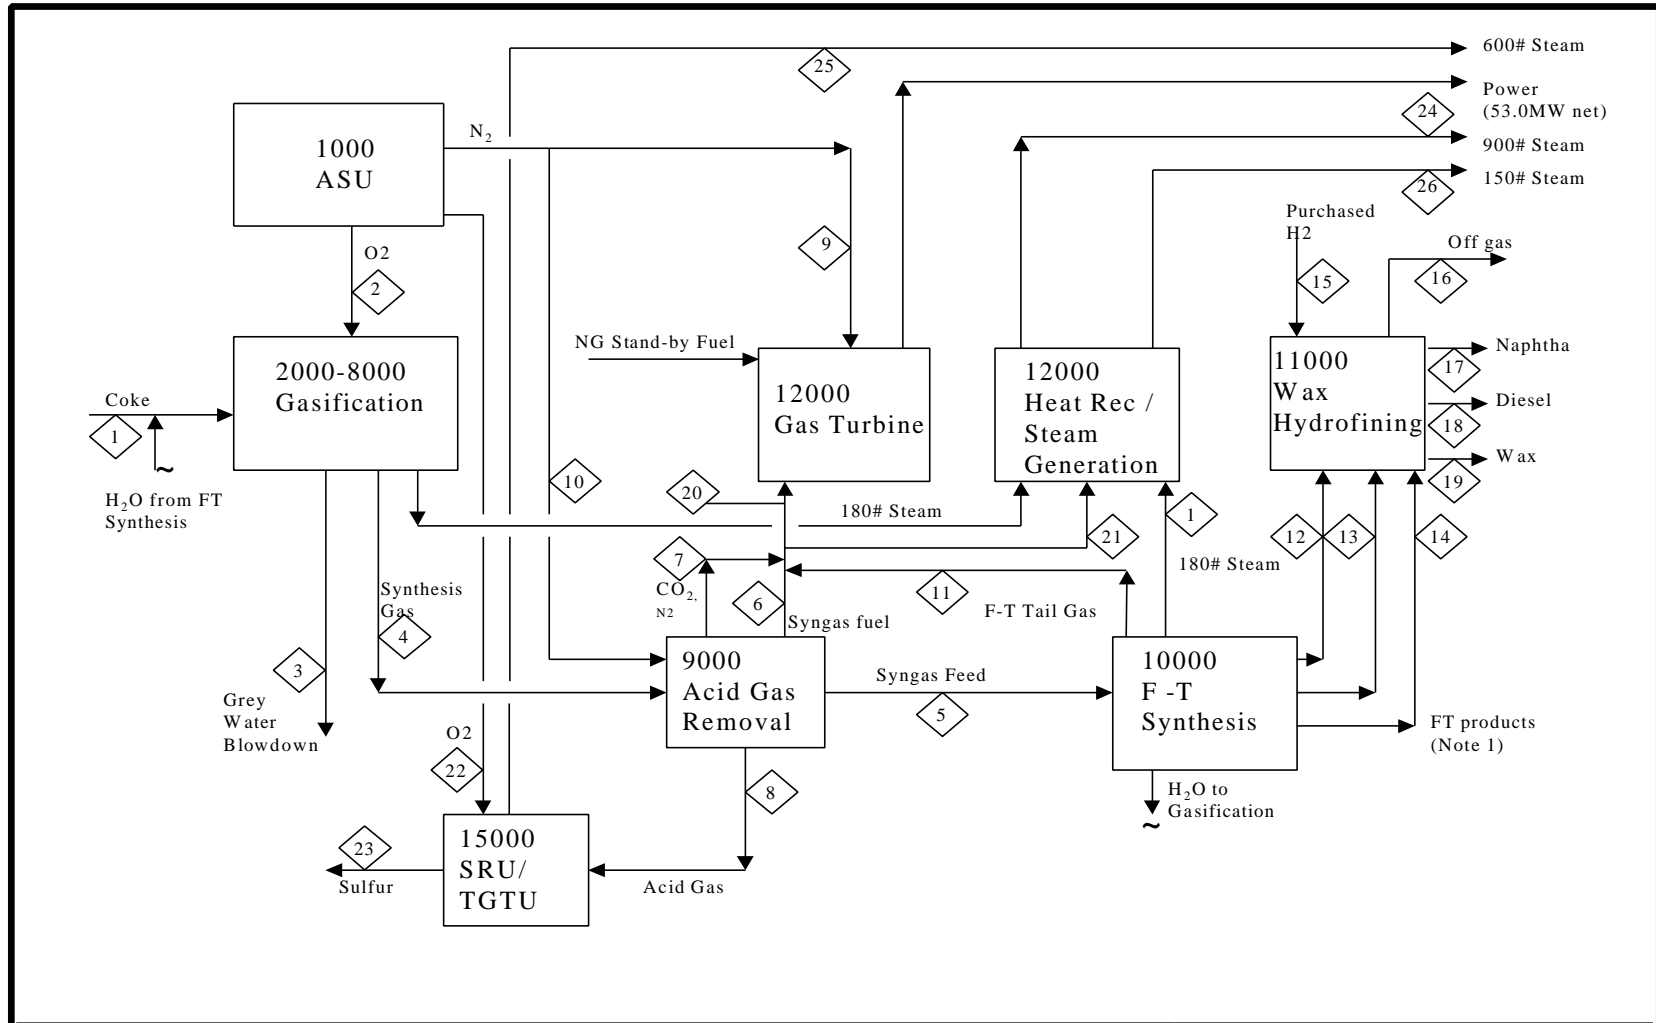 600# Steam
25
Power
(53.0MW net)
24
900# Steam
150# Steam
26
1000
ASU
N2
O2
2
9
Purchased
H2
15
Off gas
16
2000-8000
Gasification
Coke
1
~
H2O from FT
Synthesis
NG Stand-by Fuel
12000
Gas Turbine
12000
Heat Rec /
Steam
Generation
11000
Wax
Hydrofining
Naphtha
17
Diesel
18
Wax
19
10
20
180# Steam
1
21
12
13
14
180# Steam
7
CO2,
N2
6
Syngas fuel
11
F-T Tail Gas
Synthesis
Gas
4
3
Grey
Water
Blowdown
9000
Acid Gas
Removal
Syngas Feed
5
10000
F -T
Synthesis
FT products
(Note 1)
O2
22
8
H2O to
Gasification
~
15000
SRU/
TGTU
23
Sulfur
Acid Gas